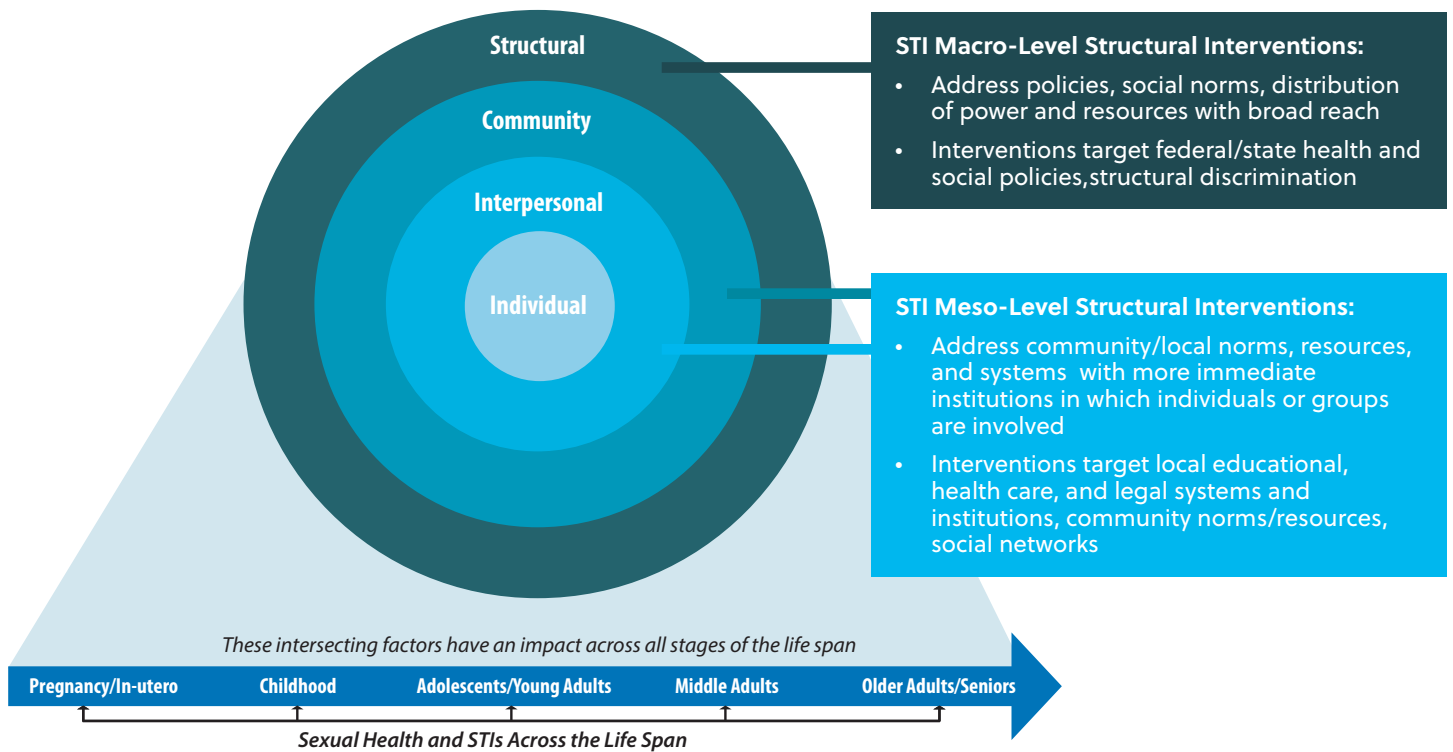 Structural
Community
Interpersonal
Individual
STI Macro-Level Structural Interventions:
• Address policies, social norms, distribution
of power and resources with broad reach
• Interventions target federal/state health and
social policies,structural discrimination
STI Meso-Level Structural Interventions:
• Address community/local norms, resources,
and systems with more immediate
institutions in which individuals or groups
are involved
• Interventions target local educational,
health care, and legal systems and
institutions, community norms/resources,
social networks
These intersecting factors have an impact across all stages of the life span
Pregnancy/In-utero Childhood Adolescents/Young Adults Middle Adults Older Adults/Seniors
Sexual Health and STIs Across the Life Span